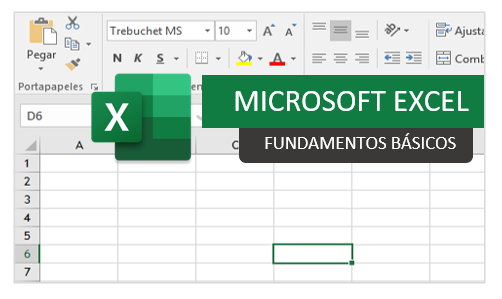 Trebuchet MS 10 A A
Pegar N K S A Ajusta
Portapapeles Comb
MICROSOFT EXCEL
D6
X
FUNDAMENTOS BÁSICOS
A
1
2
3
4
5
6
7